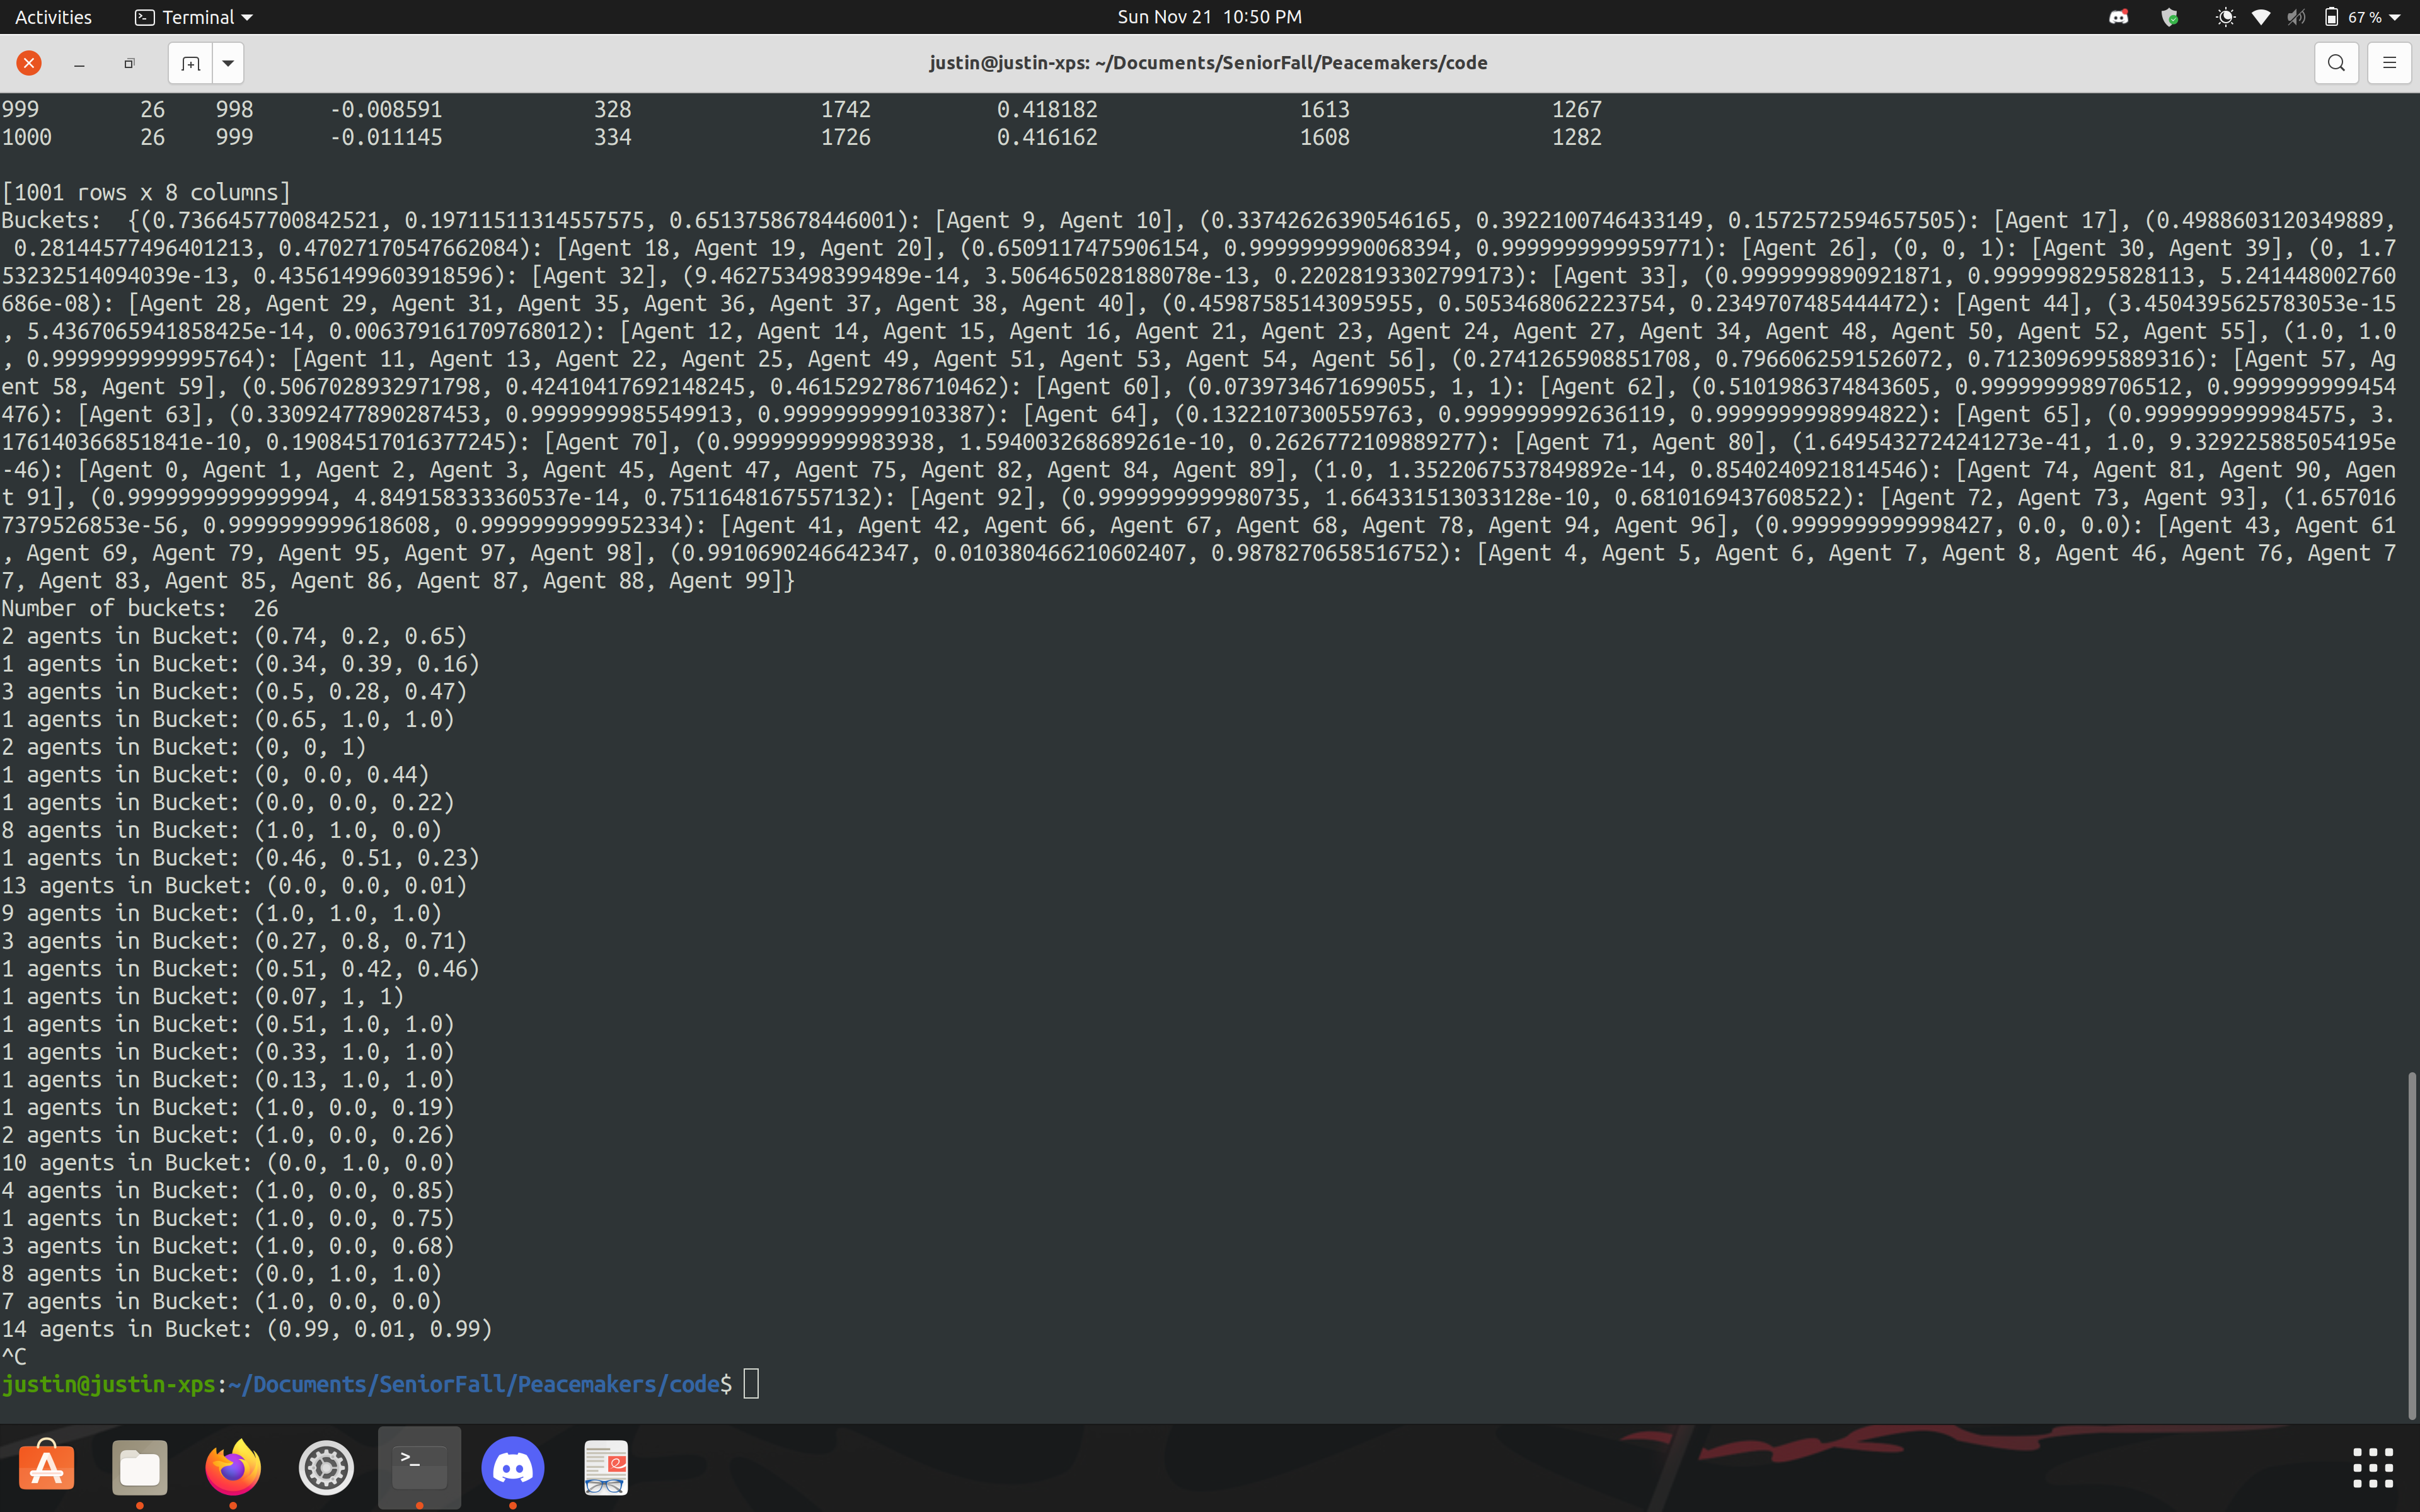 Activities Terminal Sun Nov 21 10:50 PM 67 %
justin@justin-xps: ~/Documents/SeniorFall/Peacemakers/code
999 26 998 -0.008591 328 1742 0.418182 1613 1267
1000 26 999 -0.011145 334 1726 0.416162 1608 1282
[1001 rows x 8 columns]
Buckets:  {(0.7366457700842521, 0.19711511314557575, 0.6513758678446001): [Agent 9, Agent 10], (0.33742626390546165, 0.3922100746433149, 0.1572572594657505): [Agent 17], (0.4988603120349889,
 0.28144577496401213, 0.47027170547662084): [Agent 18, Agent 19, Agent 20], (0.6509117475906154, 0.9999999990068394, 0.9999999999959771): [Agent 26], (0, 0, 1): [Agent 30, Agent 39], (0, 1.7
53232514094039e-13, 0.43561499603918596): [Agent 32], (9.462753498399489e-14, 3.506465028188078e-13, 0.220281933302799173): [Agent 33], (0.9999999890921871, 0.9999998295828113, 5.241448002760
686e-08): [Agent 28, Agent 29, Agent 31, Agent 35, Agent 36, Agent 37, Agent 38, Agent 40], (0.45987585143095955, 0.5053468062223754, 0.2349707485444472): [Agent 44], (3.4504395625783053e-15
, 5.4367065941858425e-14, 0.006379161709768012): [Agent 12, Agent 14, Agent 15, Agent 16, Agent 21, Agent 23, Agent 24, Agent 27, Agent 34, Agent 48, Agent 50, Agent 52, Agent 55], (1.0, 1.0
, 0.9999999999995764): [Agent 11, Agent 13, Agent 22, Agent 25, Agent 49, Agent 51, Agent 53, Agent 54, Agent 56], (0.2741265908851708, 0.7966062591526072, 0.7123096995889316): [Agent 57, Ag
ent 58, Agent 59], (0.5067028932971798, 0.42410417692148245, 0.4615292786710462): [Agent 60], (0.0739734671699055, 1, 1): [Agent 62], (0.5101986374843605, 0.9999999989706512, 0.9999999999454
476): [Agent 63], (0.33092477890287453, 0.9999999985549913, 0.9999999999103387): [Agent 64], (0.1322107300559763, 0.9999999992636119, 0.9999999998994822): [Agent 65], (0.9999999999984575, 3.
176140366851841e-10, 0.19084517016377245): [Agent 70], (0.9999999999983938, 1.594003268689261e-10, 0.2626772109889277): [Agent 71, Agent 80], (1.6495432724241273e-41, 1.0, 9.329225885054195e
-46): [Agent 0, Agent 1, Agent 2, Agent 3, Agent 45, Agent 47, Agent 75, Agent 82, Agent 84, Agent 89], (1.0, 1.3522067537849892e-14, 0.8540240921814546): [Agent 74, Agent 81, Agent 90, Agen
t 91], (0.9999999999999994, 4.849158333360537e-14, 0.7511648167557132): [Agent 92], (0.9999999999980735, 1.664331513033128e-10, 0.6810169437608522): [Agent 72, Agent 73, Agent 93], (1.657016
7379526853e-56, 0.9999999999618608, 0.9999999999952334): [Agent 41, Agent 42, Agent 66, Agent 67, Agent 68, Agent 78, Agent 94, Agent 96], (0.9999999999998427, 0.0, 0.0): [Agent 43, Agent 61
, Agent 69, Agent 79, Agent 95, Agent 97, Agent 98], (0.9910690246642347, 0.010380466210602407, 0.9878270658516752): [Agent 4, Agent 5, Agent 6, Agent 7, Agent 8, Agent 46, Agent 76, Agent 7
7, Agent 83, Agent 85, Agent 86, Agent 87, Agent 88, Agent 99]}
Number of buckets:  26
2 agents in Bucket: (0.74, 0.2, 0.65)
1 agents in Bucket: (0.34, 0.39, 0.16)
3 agents in Bucket: (0.5, 0.28, 0.47)
1 agents in Bucket: (0.65, 1.0, 1.0)
2 agents in Bucket: (0, 0, 1)
1 agents in Bucket: (0, 0.0, 0.44)
1 agents in Bucket: (0.0, 0.0, 0.22)
8 agents in Bucket: (1.0, 1.0, 0.0)
1 agents in Bucket: (0.46, 0.51, 0.23)
13 agents in Bucket: (0.0, 0.0, 0.01)
9 agents in Bucket: (1.0, 1.0, 1.0)
3 agents in Bucket: (0.27, 0.8, 0.71)
1 agents in Bucket: (0.51, 0.42, 0.46)
1 agents in Bucket: (0.07, 1, 1)
1 agents in Bucket: (0.51, 1.0, 1.0)
1 agents in Bucket: (0.33, 1.0, 1.0)
1 agents in Bucket: (0.13, 1.0, 1.0)
1 agents in Bucket: (1.0, 0.0, 0.19)
2 agents in Bucket: (1.0, 0.0, 0.26)
10 agents in Bucket: (0.0, 1.0, 0.0)
4 agents in Bucket: (1.0, 0.0, 0.85)
1 agents in Bucket: (1.0, 0.0, 0.75)
3 agents in Bucket: (1.0, 0.0, 0.68)
8 agents in Bucket: (0.0, 1.0, 1.0)
7 agents in Bucket: (1.0, 0.0, 0.0)
14 agents in Bucket: (0.99, 0.01, 0.99)
^C
justin@justin-xps:~/Documents/SeniorFall/Peacemakers/code$